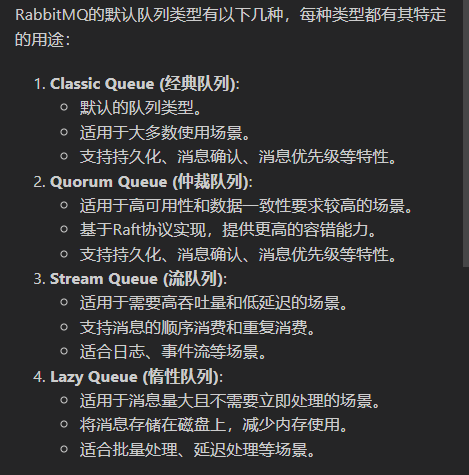 RabbitMQ的默认队列类型有以下几种，每种类型都有其特定
的用途：
1. Classic Queue (经典队列):
○ 默认的队列类型。
○ 适用于大多数使用场景。
○ 支持持久化、消息确认、消息优先级等特性。
2. Quorum Queue (仲裁队列):
○ 适用于高可用性和数据一致性要求较高的场景。
○ 基于Raft协议实现，提供更高的容错能力。
○ 支持持久化、消息确认、消息优先级等特性。
3. Stream Queue (流队列):
○ 适用于需要高吞吐量和低延迟的场景。
○ 支持消息的顺序消费和重复消费。
○ 适合日志、事件流等场景。
4. Lazy Queue (惰性队列):
○ 适用于消息量大且不需要立即处理的场景。
○ 将消息存储在磁盘上，减少内存使用。
○ 适合批量处理、延迟处理等场景。